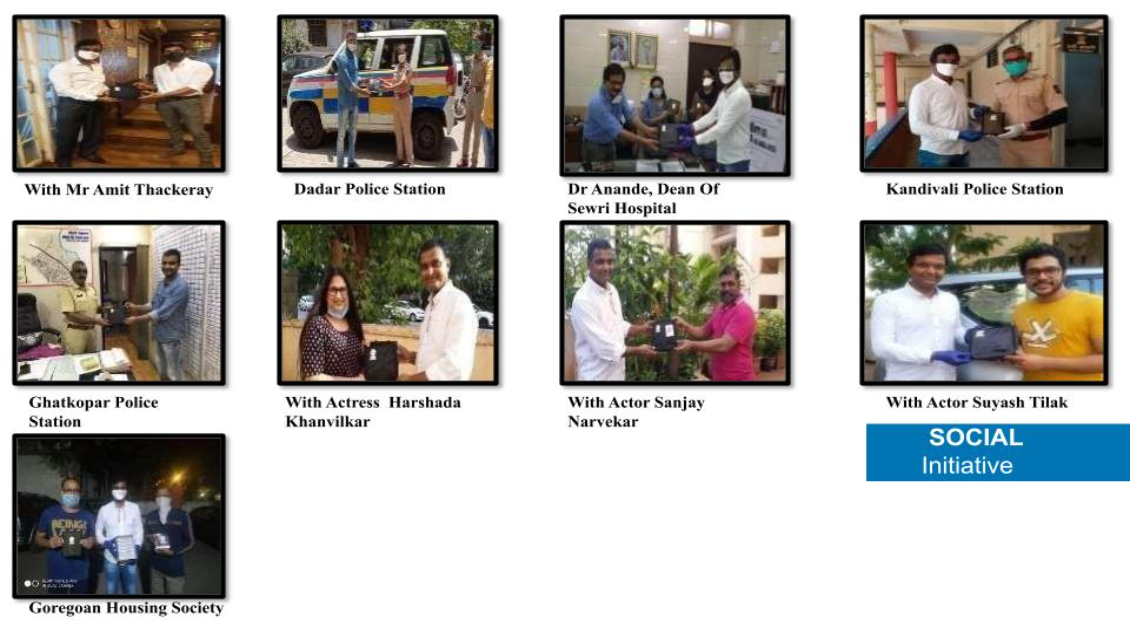 With Mr Amit Thackeray
Dadar Police Station
Dr Anande, Dean Of
Sewri Hospital
Kandivali Police Station
Ghatkopar Police
Station
With Actress Harshada
Khanvilkar
With Actor Sanjay
Narvekar
With Actor Suyash Tilak
SOCIAL
Initiative
BEING
Goregoan Housing Society